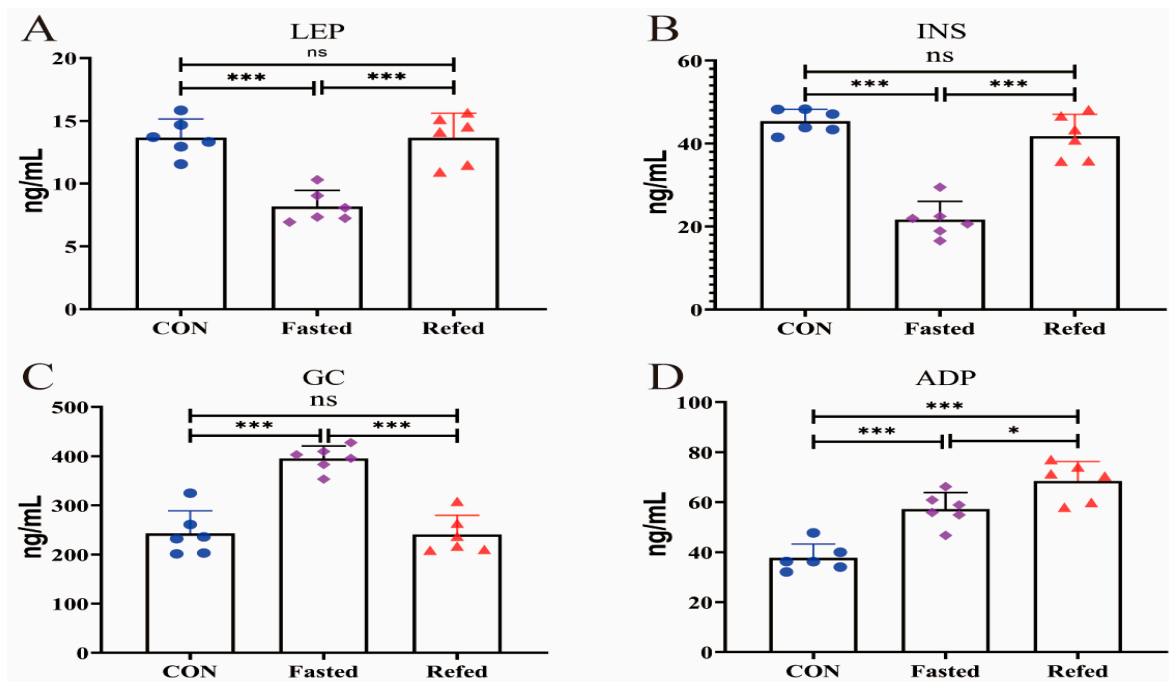 A
LEP
ns
*** ***
ng/mL
20
15
10
5
0
CON Fasted Refed
B
INS
ns
*** ***
ng/mL
60
40
20
0
CON Fasted Refed
C
GC
ns
*** ***
ng/mL
500
400
300
200
100
0
CON Fasted Refed
D
ADP
***
*** *
ng/mL
100
80
60
40
20
0
CON Fasted Refed